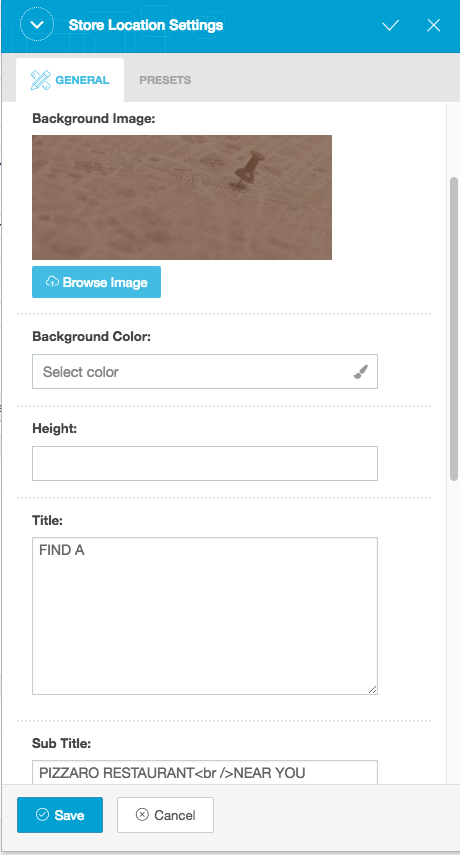 Store Location Settings
GENERAL PRESETS
Background Image:
Browse Image
Background Color:
Select color
Height:
Title:
FIND A
Sub Title:
PIZZARO RESTAURANT<br />NEAR YOU
Save Cancel